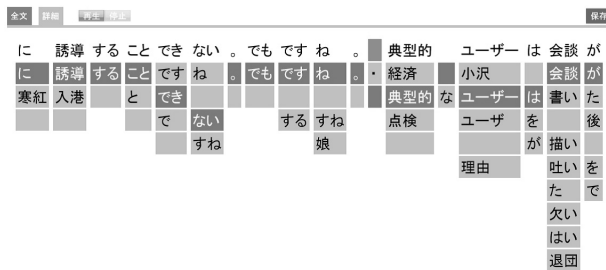 全文 詳細 再生 停止 保存
に 誘導 する こと でき ない 。 でも です ね 。 典型的 ユーザー は 会談 が
に 誘導 する こと です ね 。 でも です ね 。 ・ 経済 小沢 会談 が
寒紅 入港 と でき 典型的 な ユーザー は 書い た
で ない する すね 点検 ユーザ を 後
すね 娘 が 描い
理由 吐い を
た で
欠い
はい
退団